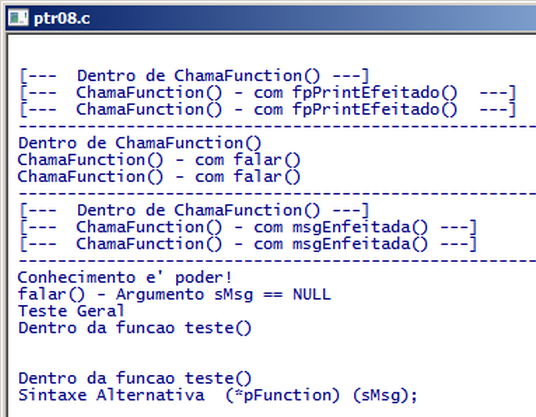 ptr08.c
[---  Dentro de ChamaFunction() ---]
[---  ChamaFunction() - com fpPrintEfeitado()  ---]
[---  ChamaFunction() - com fpPrintEfeitado()  ---]
------------------------------------------------
Dentro de ChamaFunction()
ChamaFunction() - com falar()
ChamaFunction() - com falar()
------------------------------------------------
[---  Dentro de ChamaFunction() ---]
[---  ChamaFunction() - com msgEnfeitada() ---]
[---  ChamaFunction() - com msgEnfeitada() ---]
------------------------------------------------
Conhecimento e' poder!
falar() - Argumento sMsg == NULL
Teste Geral
Dentro da funcao teste()
Dentro da funcao teste()
Sintaxe Alternativa  (*pFunction) (sMsg);